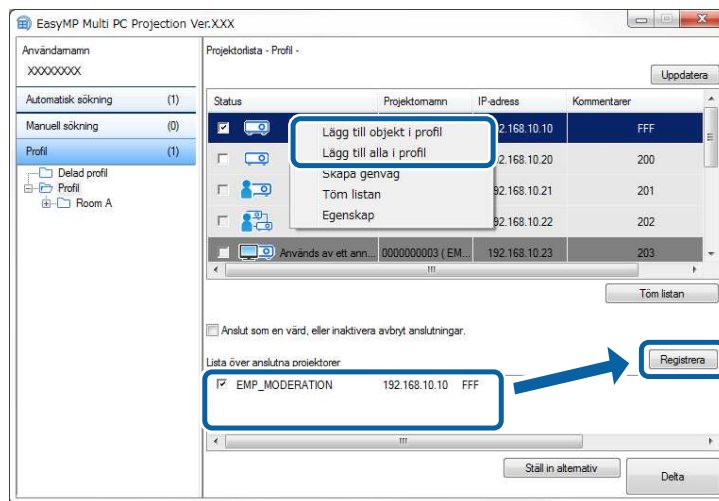 EasyMP Multi PC Projection Ver.XXX
Användarnamn
XXXXXXXX
Automatisk sökning (1)
Manuell sökning (0)
Profil (1)
Delad profil
Profil
Room A
Projektorlista - Profil -
Uppdatera
Status Projektornamn IP-adress Kommentarer
92.168.10.10 FFF
92.168.10.20 200
92.168.10.21 201
92.168.10.22 202
Används av ett ann... 0000000003 ( EM... 192.168.10.23 203
Lägg till objekt i profil
Lägg till alla i profil
Skapa genväg
Töm listan
Egenskap
Töm listan
Anslut som en värd, eller inaktivera avbryt anslutningar.
Lista över anslutna projektorer
Registrera
EMP_MODERATION 192.168.10.10 FFF
Ställ in alternativ
Delta